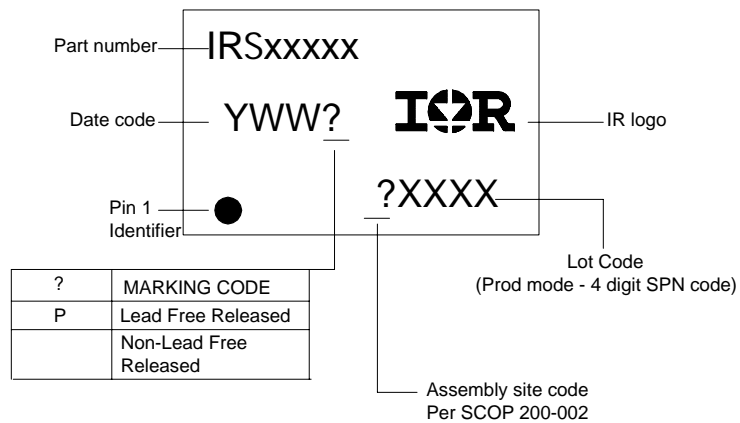 Part number
IRSxxxxx
Date code
YWW?
IOR
IR logo
?XXXX
Pin 1
Identifier
Lot Code
(Prod mode - 4 digit SPN code)
? MARKING CODE
P Lead Free Released
Non-Lead Free
Released
Assembly site code
Per SCOP 200-002